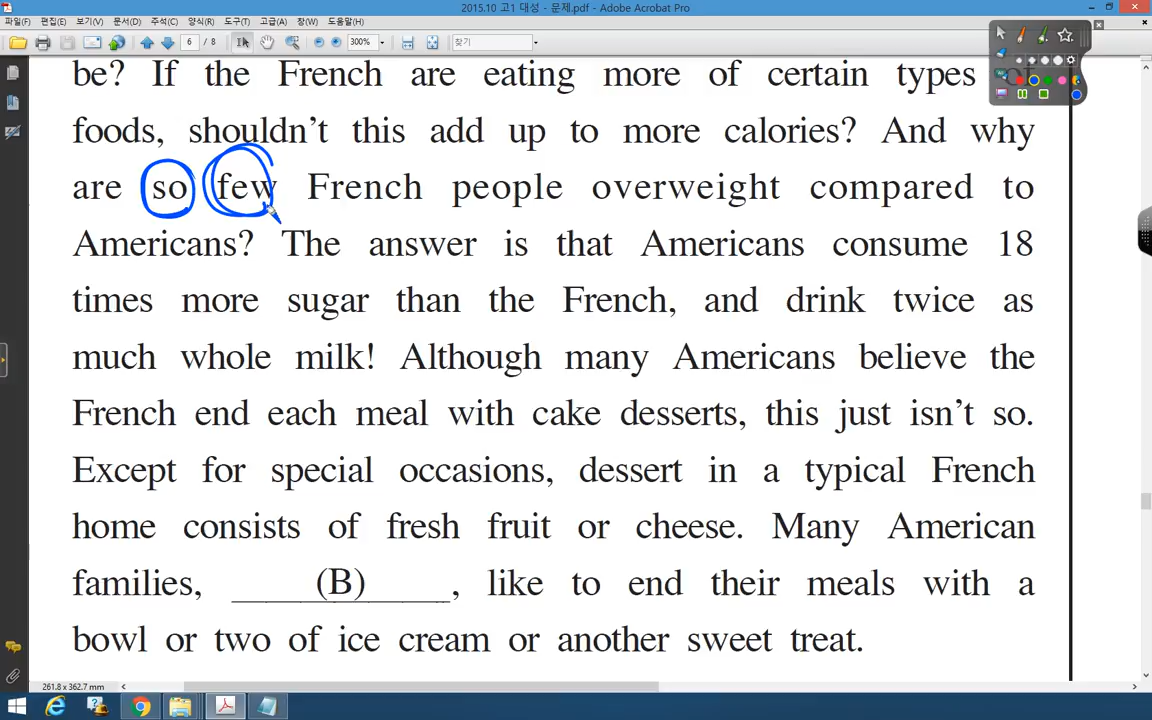 2015.10 고1 대성 - 문제.pdf - Adobe Acrobat Pro
파일(F) 편집(E) 보기(V) 문서(D) 주석(C) 양식(R) 도구(T) 고급(A) 창(W) 도움말(H)
6 / 8 300% 찾기
be? If the French are eating more of certain types of
foods, shouldn’t this add up to more calories? And why
are so few French people overweight compared to
Americans? The answer is that Americans consume 18
times more sugar than the French, and drink twice as
much whole milk! Although many Americans believe the
French end each meal with cake desserts, this just isn’t so.
Except for special occasions, dessert in a typical French
home consists of fresh fruit or cheese. Many American
families, (B) , like to end their meals with a
bowl or two of ice cream or another sweet treat.
261.8 x 362.7 mm